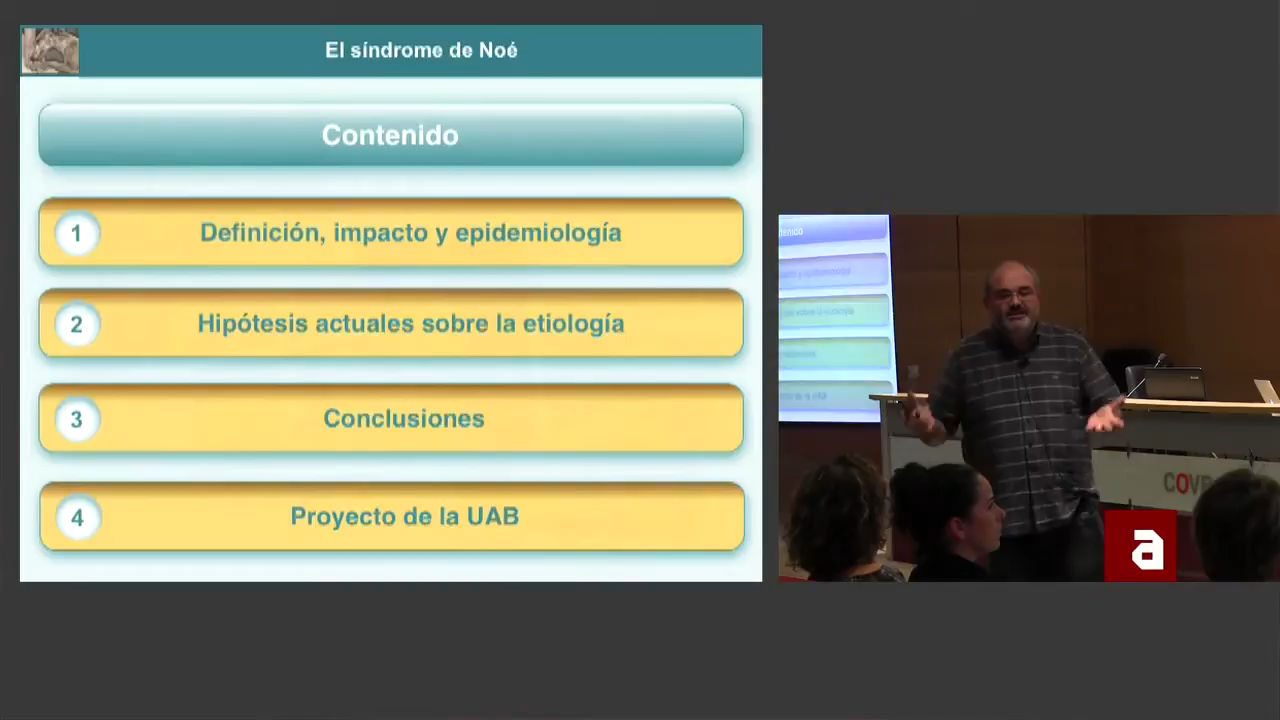 El síndrome de Noé
Contenido
1 Definición, impacto y epidemiología
2 Hipótesis actuales sobre la etiología
3 Conclusiones
4 Proyecto de la UAB
a